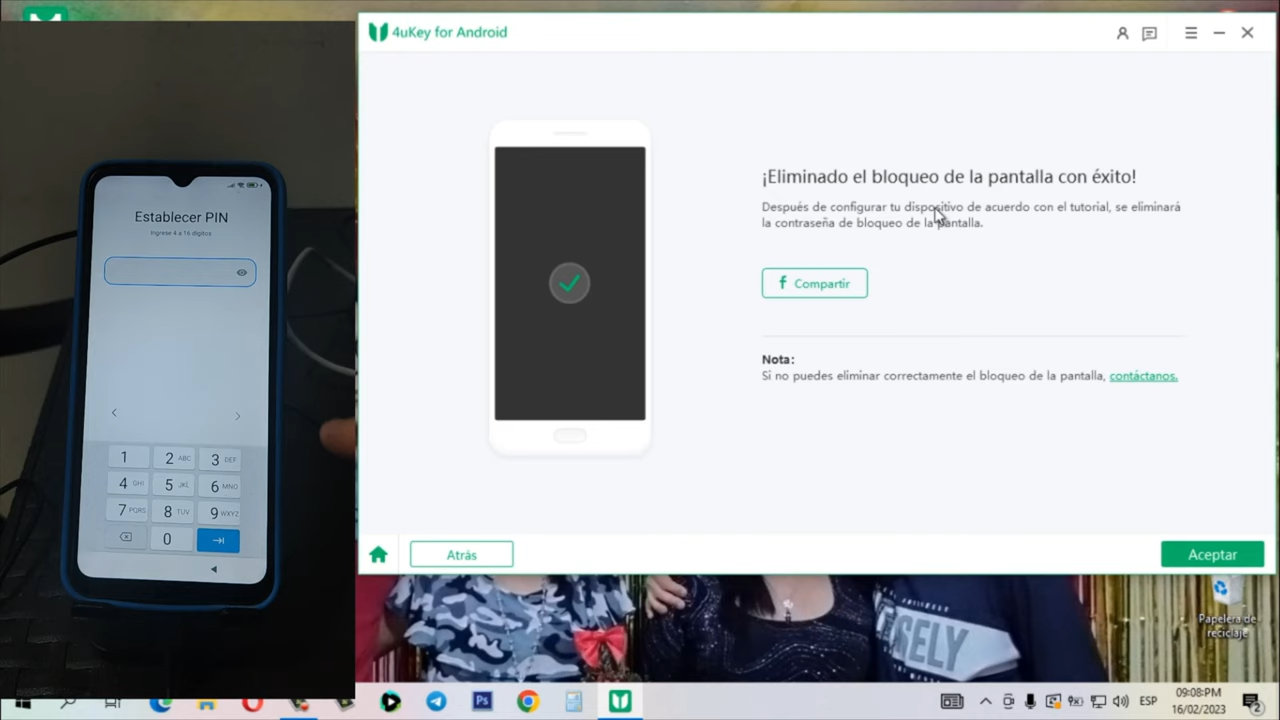 4uKey for Android
¡Eliminado el bloqueo de la pantalla con éxito!
Después de configurar tu dispositivo de acuerdo con el tutorial, se eliminará
la contraseña de bloqueo de la pantalla.
f Compartir
Nota:
Si no puedes eliminar correctamente el bloqueo de la pantalla, contáctanos.
Atrás
Aceptar
Establecer PIN
Ingrese 4 a 16 dígitos
1 2 ABC 3 DEF
4 GHI 5 JKL 6 MNO
7 PQRS 8 TUV 9 WXYZ
0
Papelera de
reciclaje
Ps
ESP
09:08 PM
16/02/2023
2